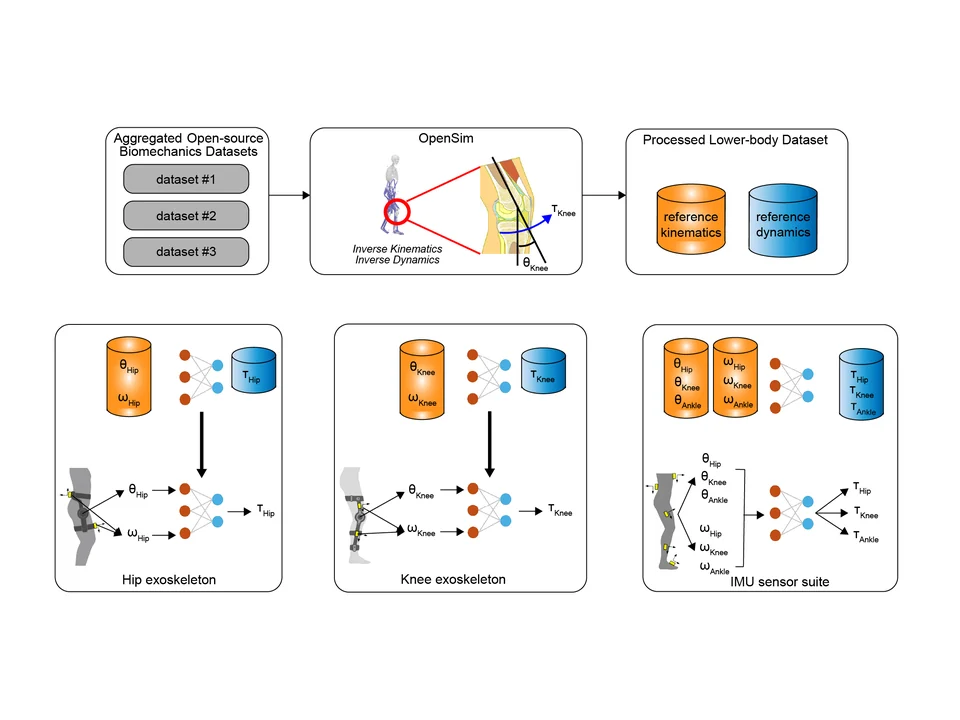 Aggregated Open-source
Biomechanics Datasets
dataset #1
dataset #2
dataset #3
OpenSim
Inverse Kinematics
Inverse Dynamics
τKnee
θKnee
Processed Lower-body Dataset
reference
kinematics
reference
dynamics
θHip
ωHip
τHip
θHip
ωHip
τHip
Hip exoskeleton
θKnee
ωKnee
τKnee
θKnee
ωKnee
τKnee
Knee exoskeleton
θHip
θKnee
θAnkle
ωHip
ωKnee
ωAnkle
τHip
τKnee
τAnkle
θHip
θKnee
θAnkle
ωHip
ωKnee
ωAnkle
τHip
τKnee
τAnkle
IMU sensor suite